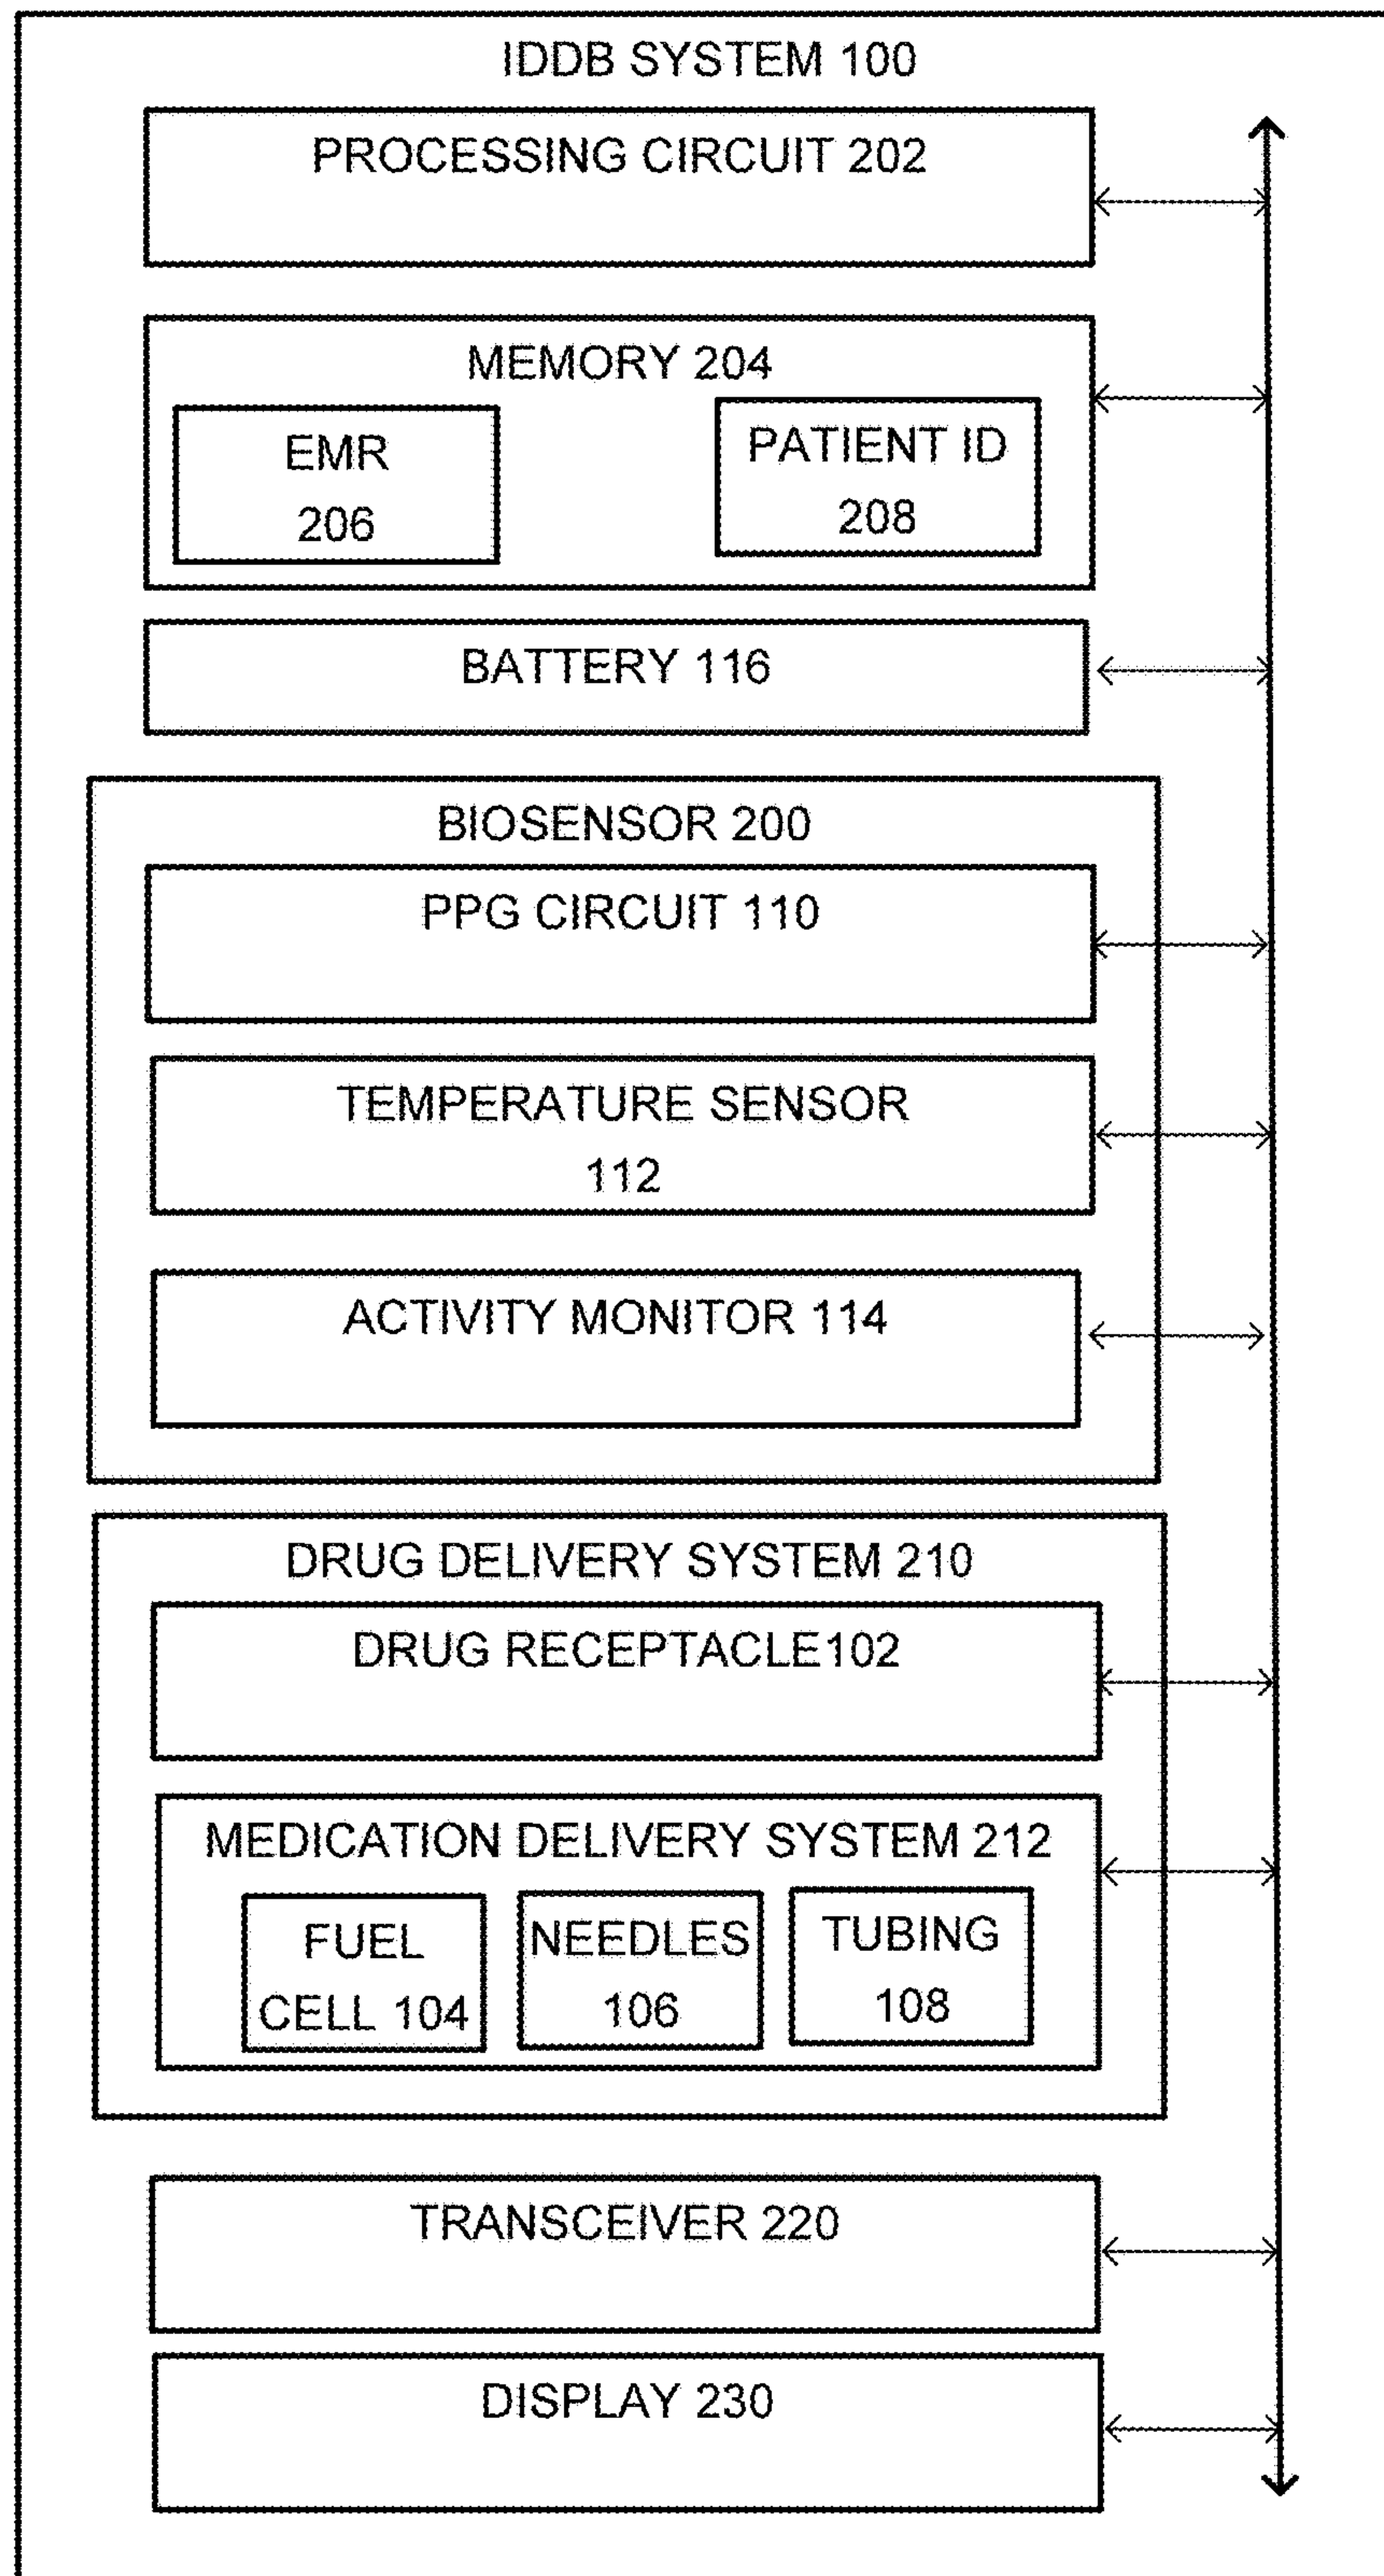 IDDB SYSTEM 100
PROCESSING CIRCUIT 202
MEMORY 204
EMR
206
PATIENT ID
208
BATTERY 116
BIOSENSOR 200
PPG CIRCUIT 110
TEMPERATURE SENSOR
112
ACTIVITY MONITOR 114
DRUG DELIVERY SYSTEM 210
DRUG RECEPTACLE102
MEDICATION DELIVERY SYSTEM 212
FUEL
CELL 104
NEEDLES
106
TUBING
108
TRANSCEIVER 220
DISPLAY 230